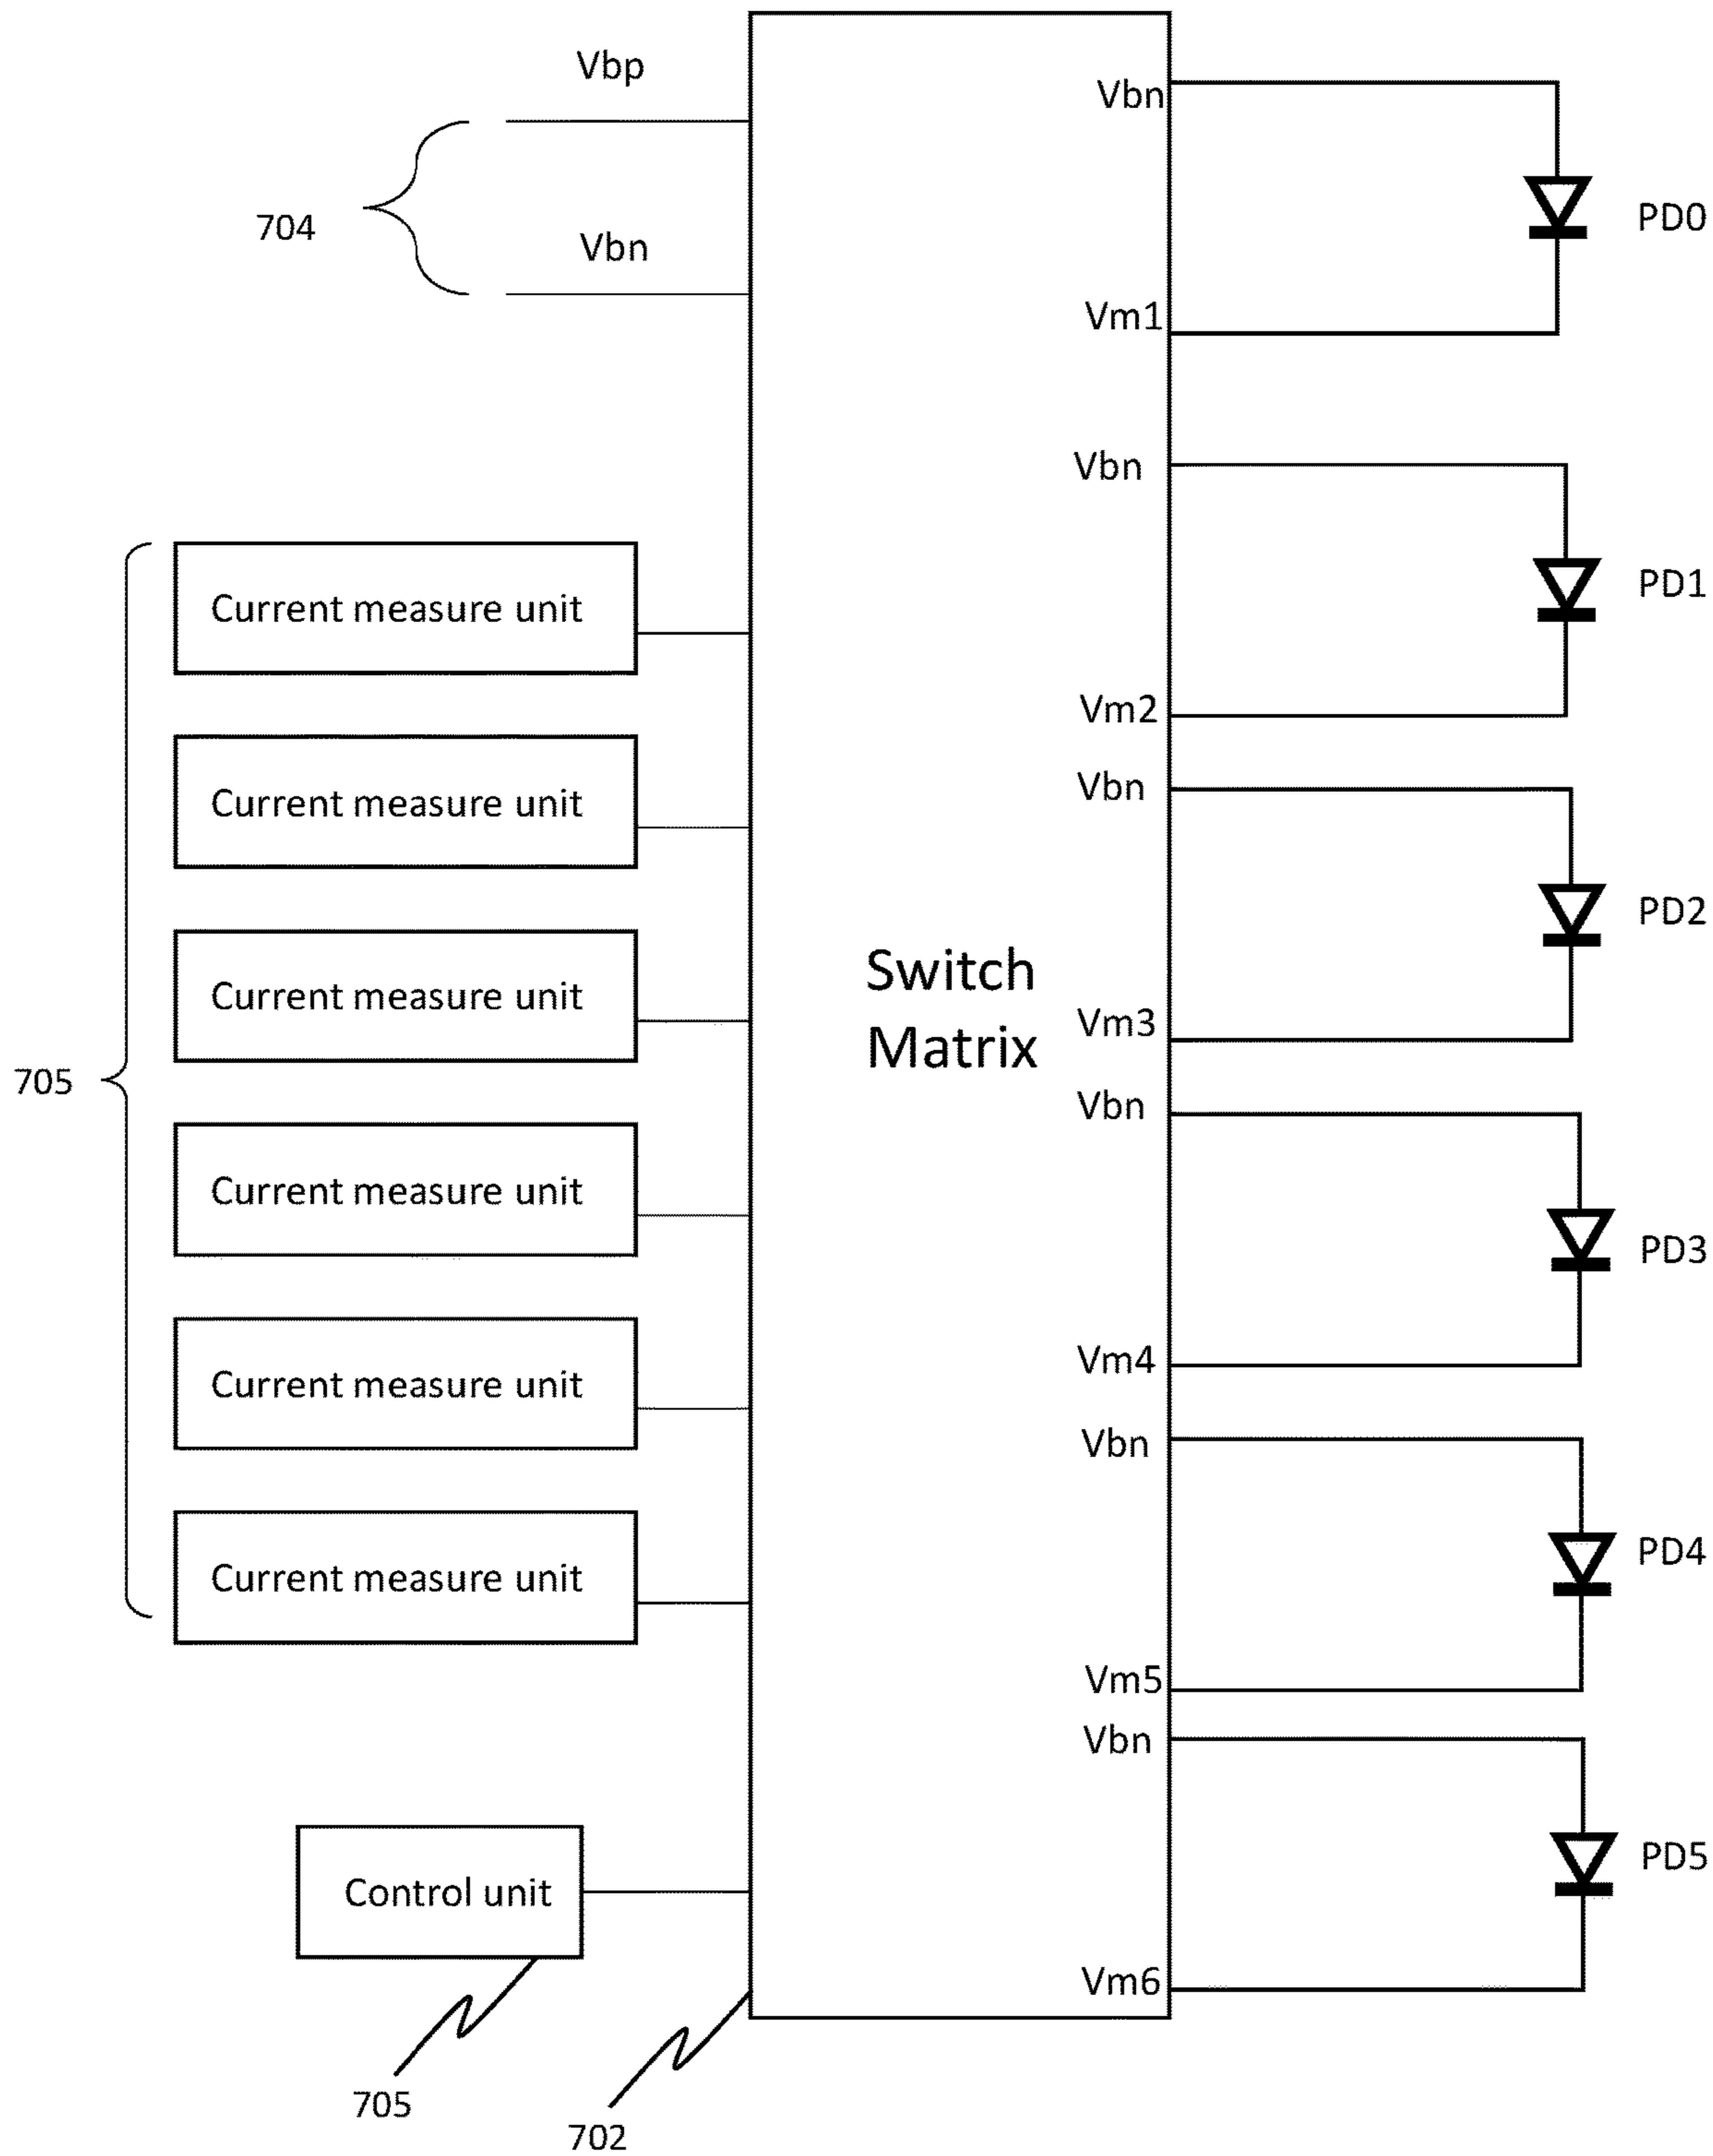 Vbp
Vbn
704
Current measure unit
Current measure unit
Current measure unit
Current measure unit
Current measure unit
Current measure unit
705
Control unit
705
702
Switch
Matrix
Vbn
Vm1
PD0
Vbn
Vm2
PD1
Vbn
Vm3
PD2
Vbn
Vm4
PD3
Vbn
Vm5
PD4
Vbn
Vm6
PD5